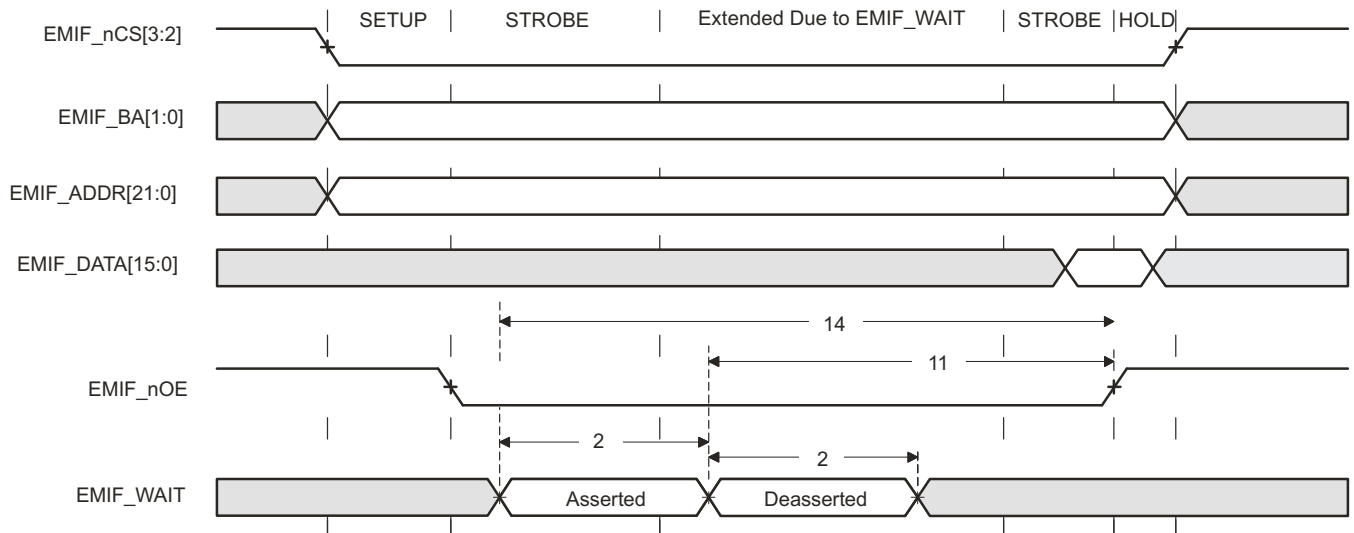 SETUP STROBE Extended Due to EMIF_WAIT STROBE HOLD
EMIF_nCS[3:2]
EMIF_BA[1:0]
EMIF_ADDR[21:0]
EMIF_DATA[15:0]
14
11
EMIF_nOE
2
2
EMIF_WAIT Asserted Deasserted